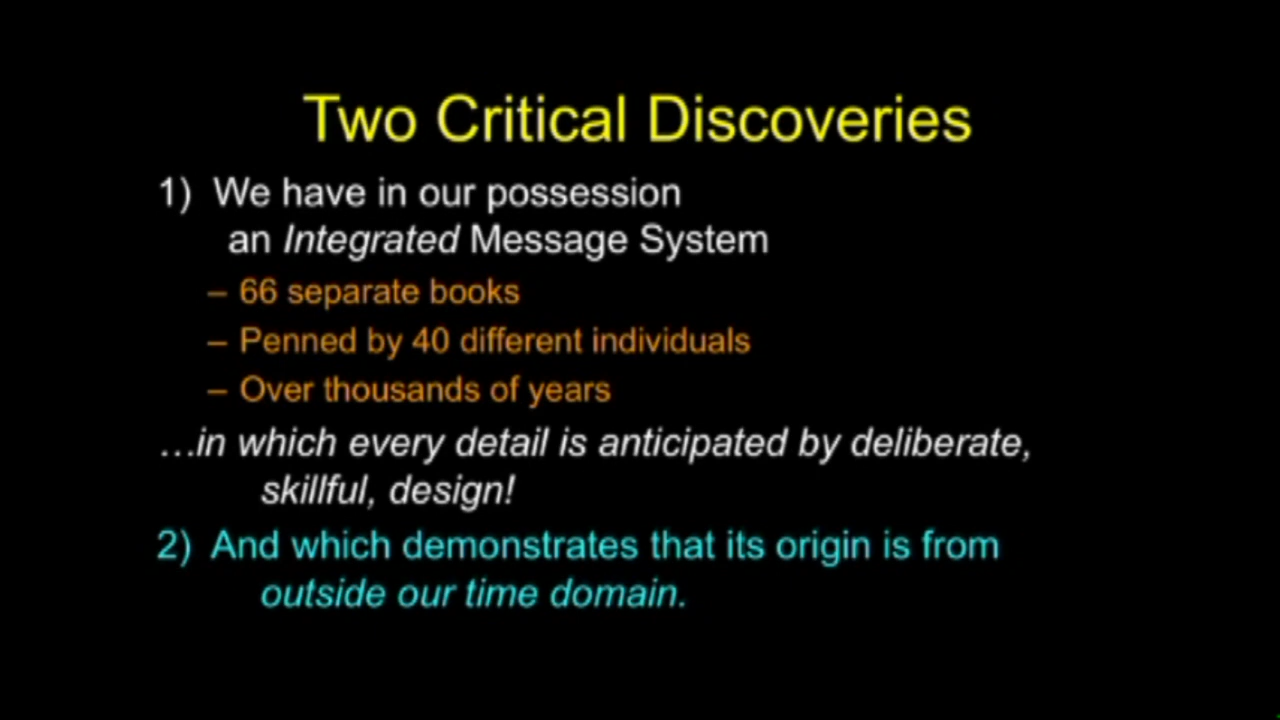 Two Critical Discoveries
1) We have in our possession
an Integrated Message System
– 66 separate books
– Penned by 40 different individuals
– Over thousands of years
…in which every detail is anticipated by deliberate,
skillful, design!
2) And which demonstrates that its origin is from
outside our time domain.